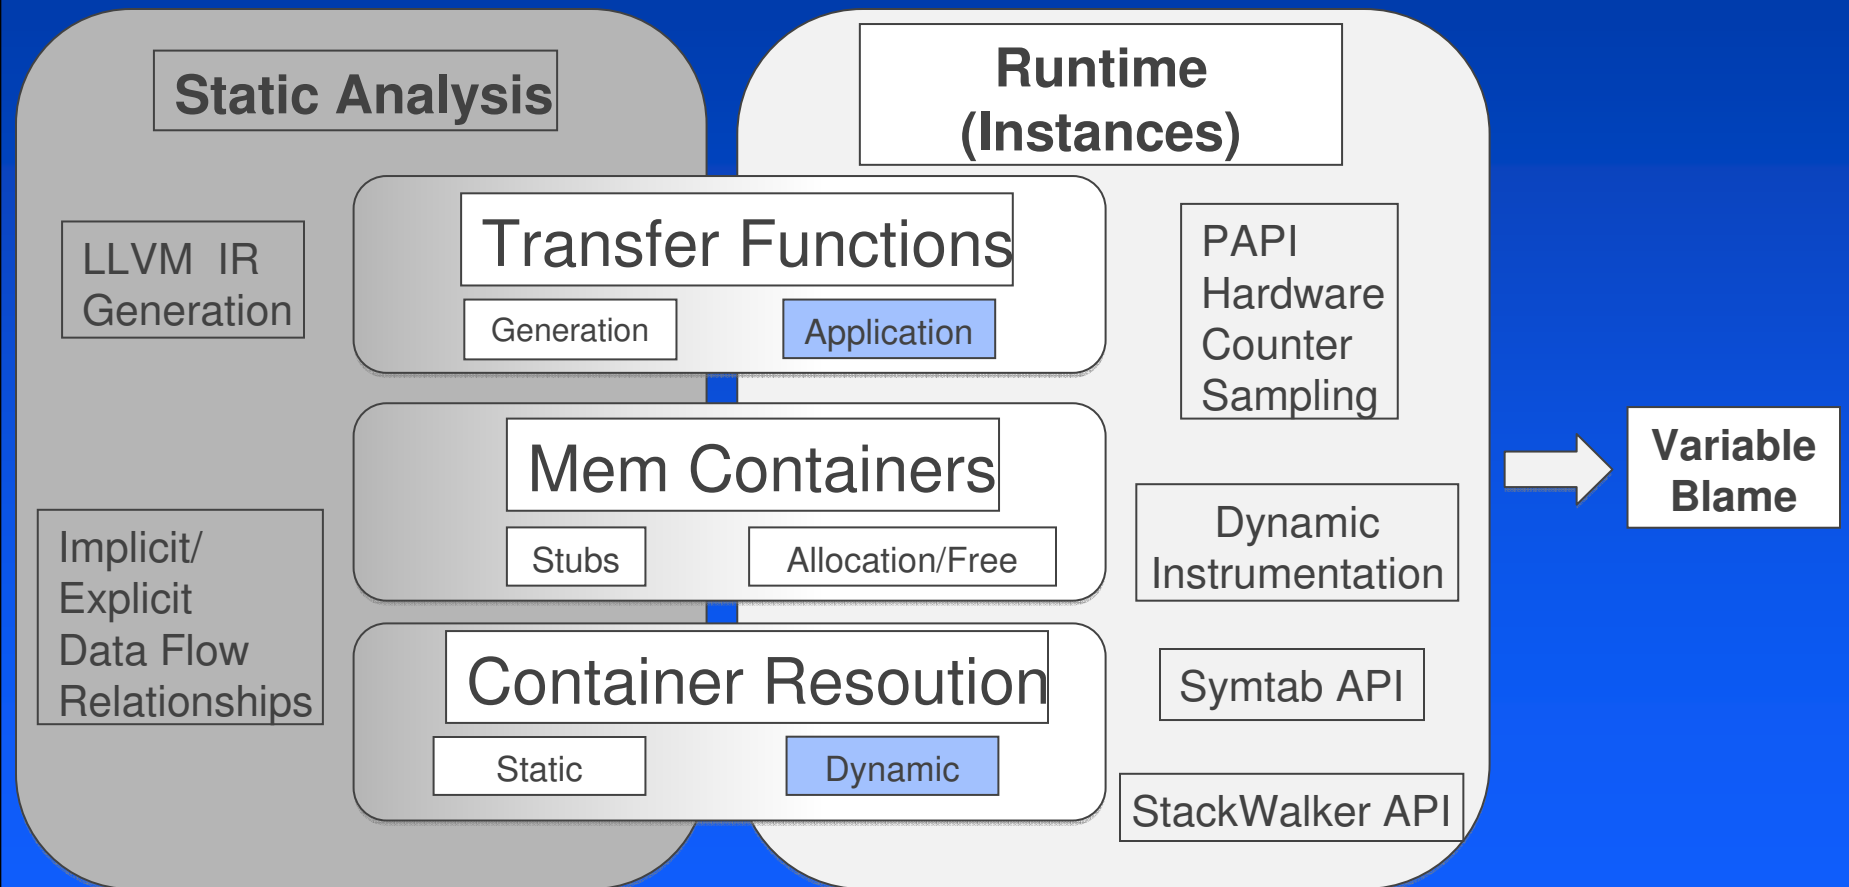 Static Analysis
Runtime
(Instances)
LLVM IR
Generation
Implicit/
Explicit
Data Flow
Relationships
Transfer Functions
Generation
Application
Mem Containers
Stubs
Allocation/Free
Container Resoution
Static
Dynamic
PAPI
Hardware
Counter
Sampling
Dynamic
Instrumentation
Symtab API
StackWalker API
Variable
Blame